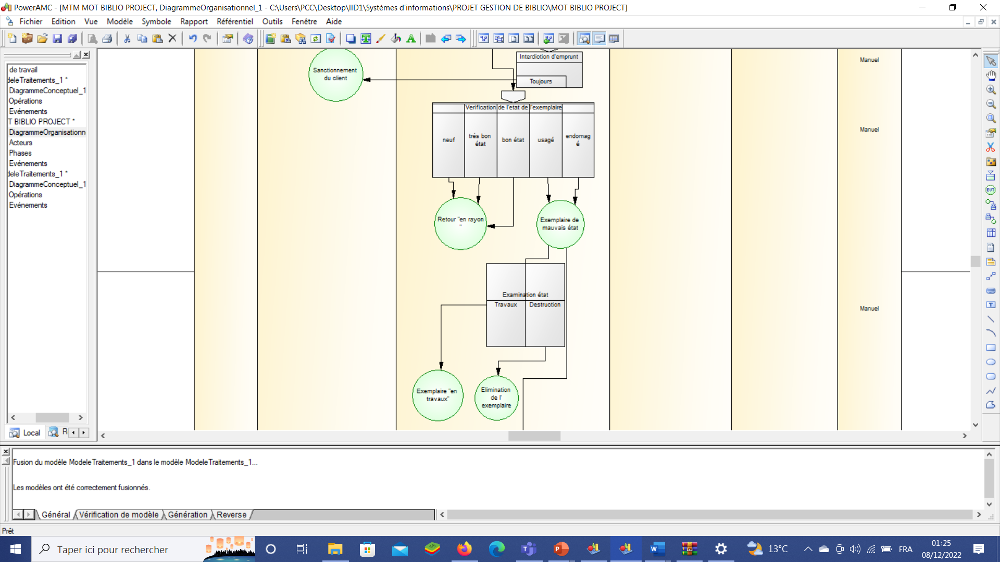 PowerAMC - [MTM MOT BIBLIO PROJECT, DiagrammeOrganisationnel_1 - C:\Users\PCC\Desktop\IID1\Systèmes d'informations\PROJET GESTION DE BIBLIO\MOT BIBLIO PROJECT]
Fichier Edition Vue Modèle Symbole Rapport Référentiel Outils Fenêtre Aide
de travail
deleTraitements_1 *
DiagrammeConceptuel_1
Opérations
Evénements
T BIBLIO PROJECT *
DiagrammeOrganisationn
Acteurs
Phases
Evénements
deleTraitements_1 *
DiagrammeConceptuel_1
Opérations
Evénements
Local R
Interdiction d'emprunt
Toujours
Sanctionnement
du client
Verification de l'etat de l'exemplaire
neuf
très bon
état
bon état
usagé
endomag
é
Retour "en rayon
"
Exemplaire de
mauvais état
Examination état
Travaux
Destruction
Exemplaire "en
travaux"
Elimination
de l'
exemplaire
Manuel
Manuel
Manuel
EVT
T
Fusion du modèle ModeleTraitements_1 dans le modèle ModeleTraitements_1...
Les modèles ont été correctement fusionnés.
Général Vérification de modèle Génération Reverse
Prêt
Taper ici pour rechercher
13°C
FRA
01:25
08/12/2022